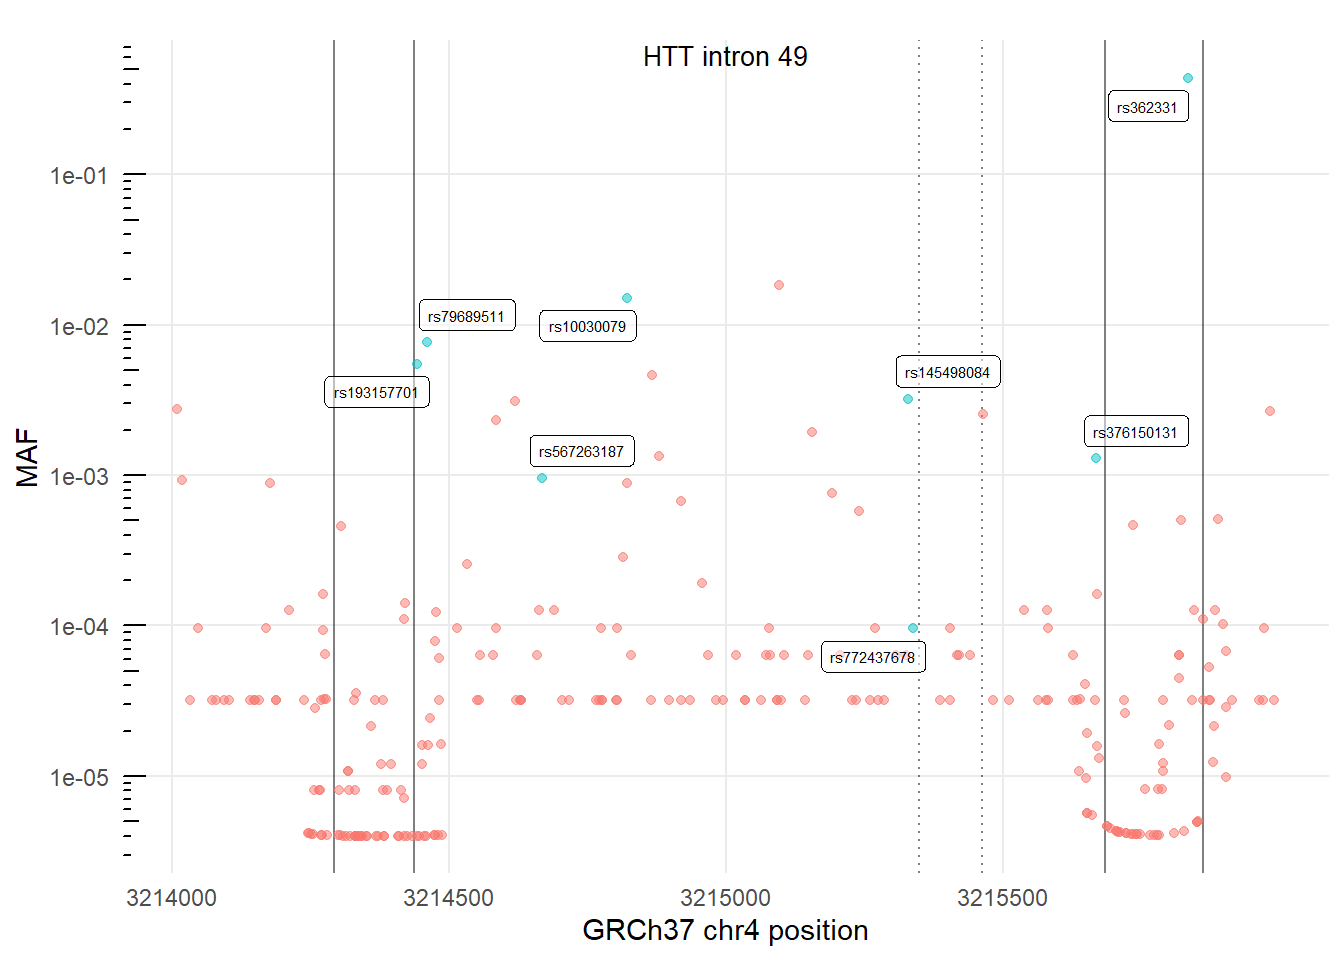 HTT intron 49
rs362331
1e-01
rs79689511
rs10030079
1e-02
rs193157701
rs145498084
rs376150131
rs567263187
1e-03
MAF
1e-04
rs772437678
1e-05
3214000
3214500
3215000
3215500
GRCh37 chr4 position